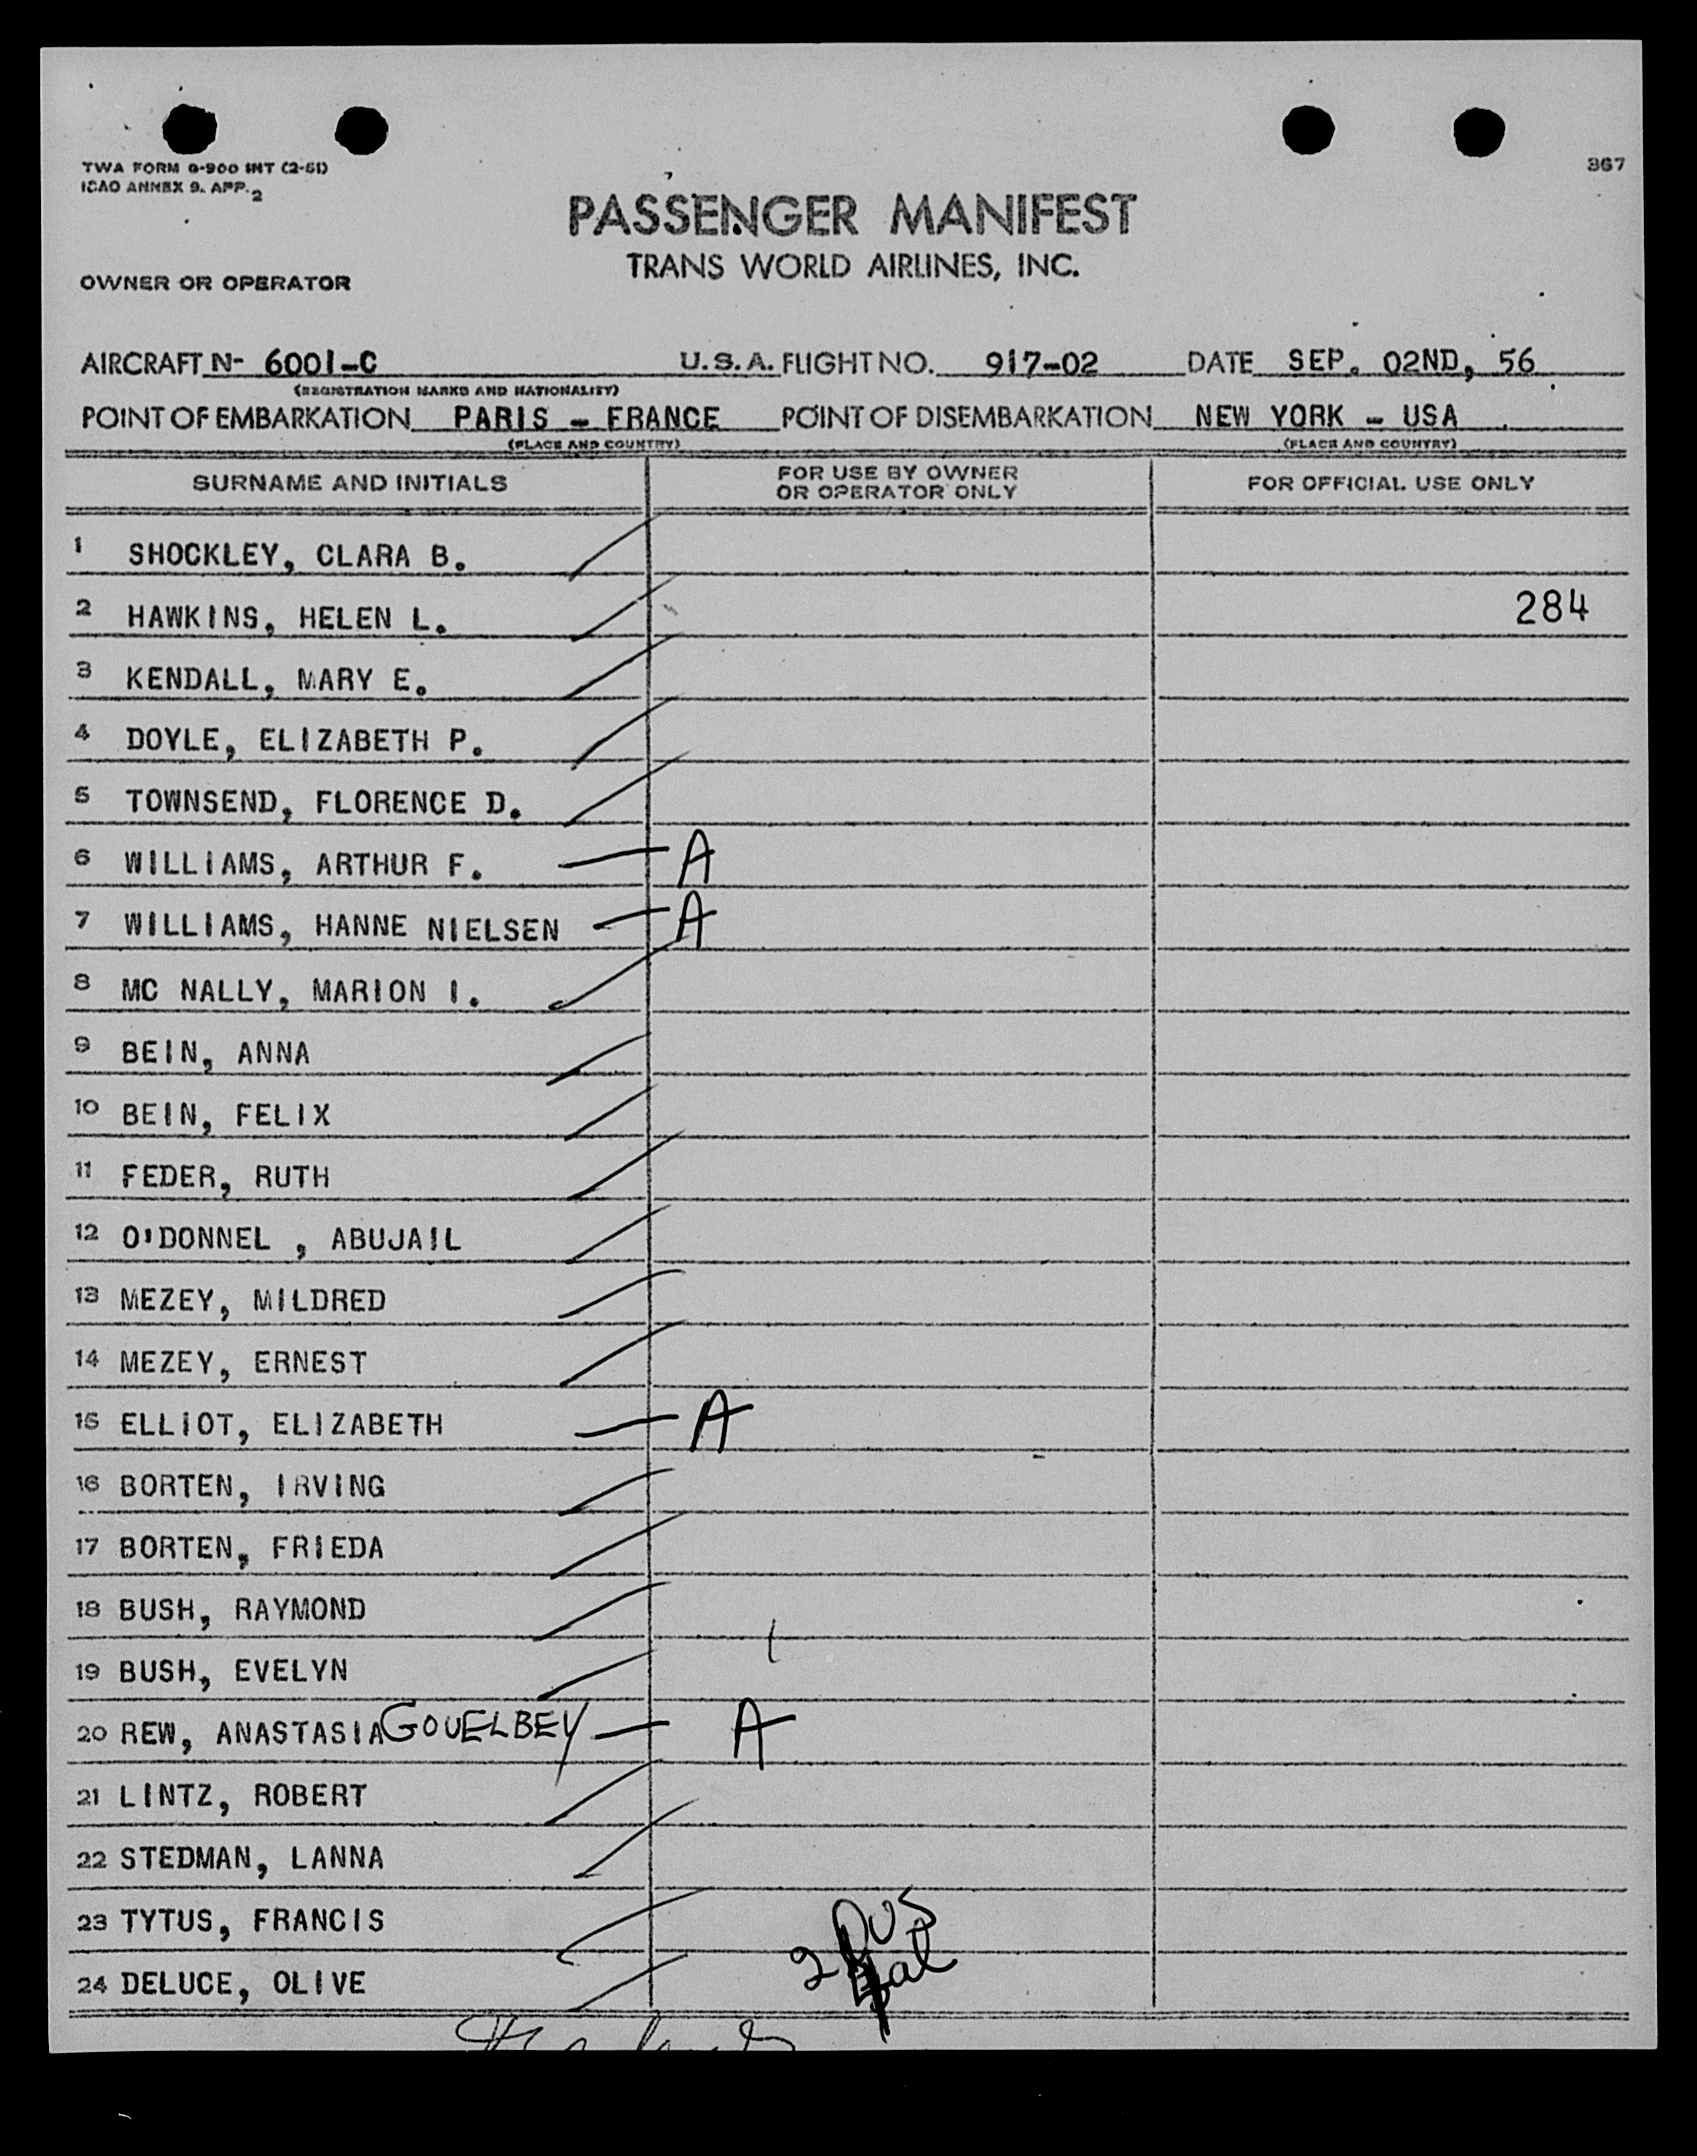 367
TWA FORM G-900 INT (2-51)
ICAO ANNEX 9. APP. 2
PASSENGER MANIFEST
TRANS WORLD AIRLINES, INC.
OWNER OR OPERATOR
AIRCRAFT N- 6001-C U.S.A. FLIGHT NO. 917-02 DATE SEP. 02ND, 56
(REGISTRATION MARKS AND NATIONALITY)
POINT OF EMBARKATION PARIS - FRANCE POINT OF DISEMBARKATION NEW YORK - USA
(PLACE AND COUNTRY) (PLACE AND COUNTRY)
SURNAME AND INITIALS FOR USE BY OWNER OR OPERATOR ONLY FOR OFFICIAL USE ONLY
1 SHOCKLEY, CLARA B.
2 HAWKINS, HELEN L. 284
3 KENDALL, MARY E.
4 DOYLE, ELIZABETH P.
5 TOWNSEND, FLORENCE D.
6 WILLIAMS, ARTHUR F. A
7 WILLIAMS, HANNE NIELSEN A
8 MC NALLY, MARION I.
9 BEIN, ANNA
10 BEIN, FELIX
11 FEDER, RUTH
12 O'DONNEL , ABUJAIL
13 MEZEY, MILDRED
14 MEZEY, ERNEST
15 ELLIOT, ELIZABETH A
16 BORTEN, IRVING
17 BORTEN, FRIEDA
18 BUSH, RAYMOND
19 BUSH, EVELYN
20 REW, ANASTASIA GOUELBEY A
21 LINTZ, ROBERT
22 STEDMAN, LANNA
23 TYTUS, FRANCIS
24 DELUCE, OLIVE